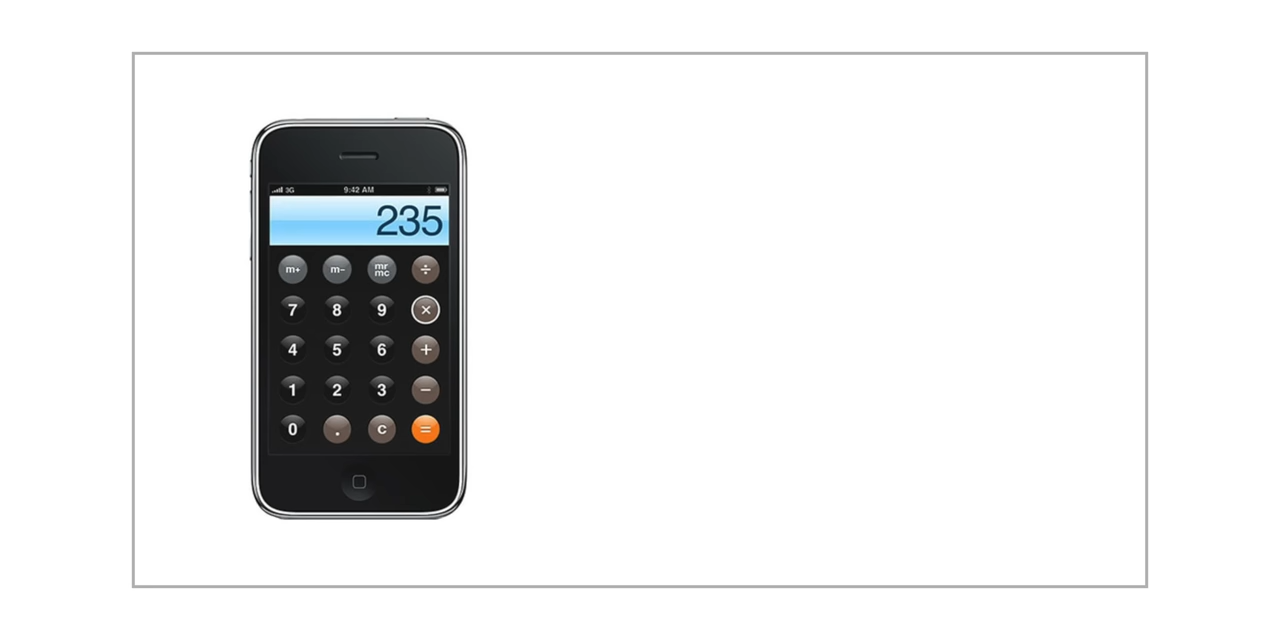 3G 9:42 AM
235
m+ m− mr mc ÷
7 8 9 ×
4 5 6 +
1 2 3 −
0 . c =